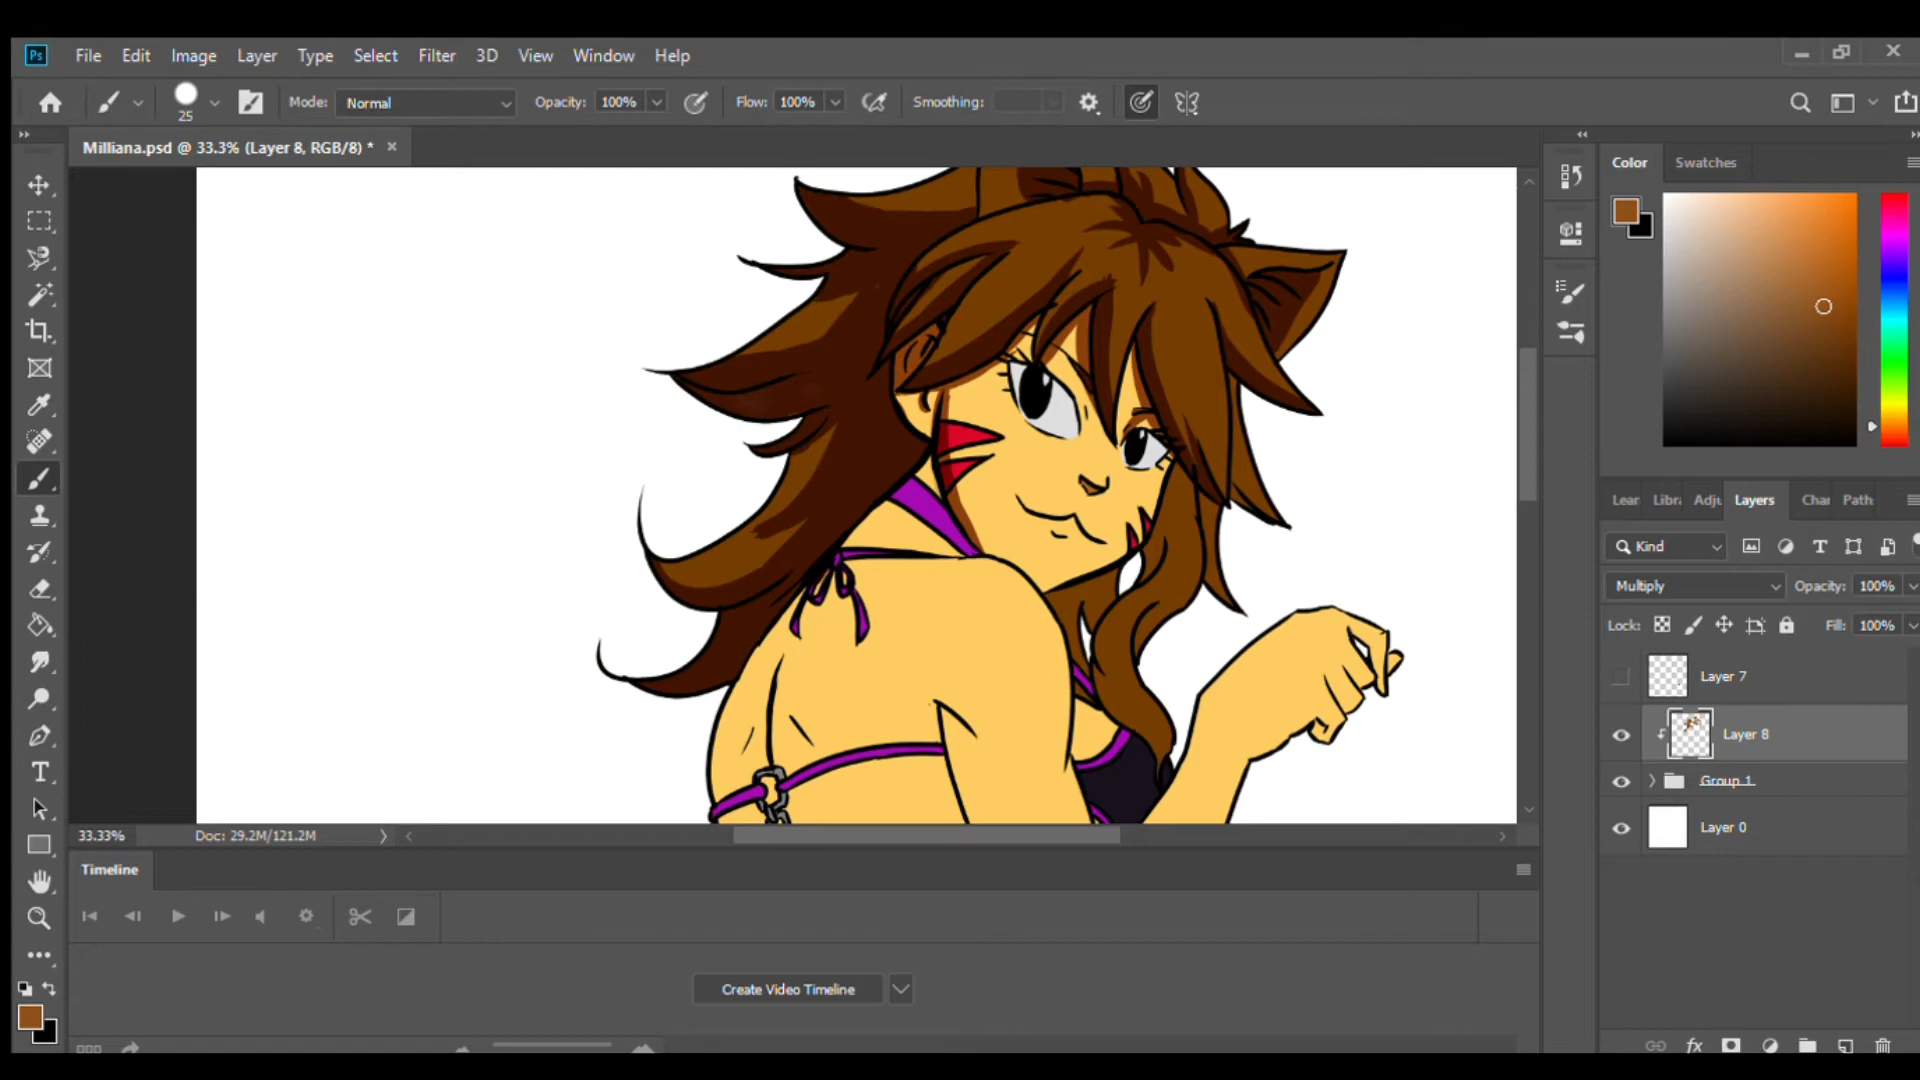 Ps File Edit Image Layer Type Select Filter 3D View Window Help
25 Mode: Normal Opacity: 100% Flow: 100% Smoothing:
Milliana.psd @ 33.3% (Layer 8, RGB/8) *
Color Swatches
Lear Libra Adju Layers Char Paths
Kind
Multiply Opacity: 100%
Lock: Fill: 100%
Layer 7
Layer 8
Group 1
Layer 0
33.33% Doc: 29.2M/121.2M
Timeline
Create Video Timeline
fx